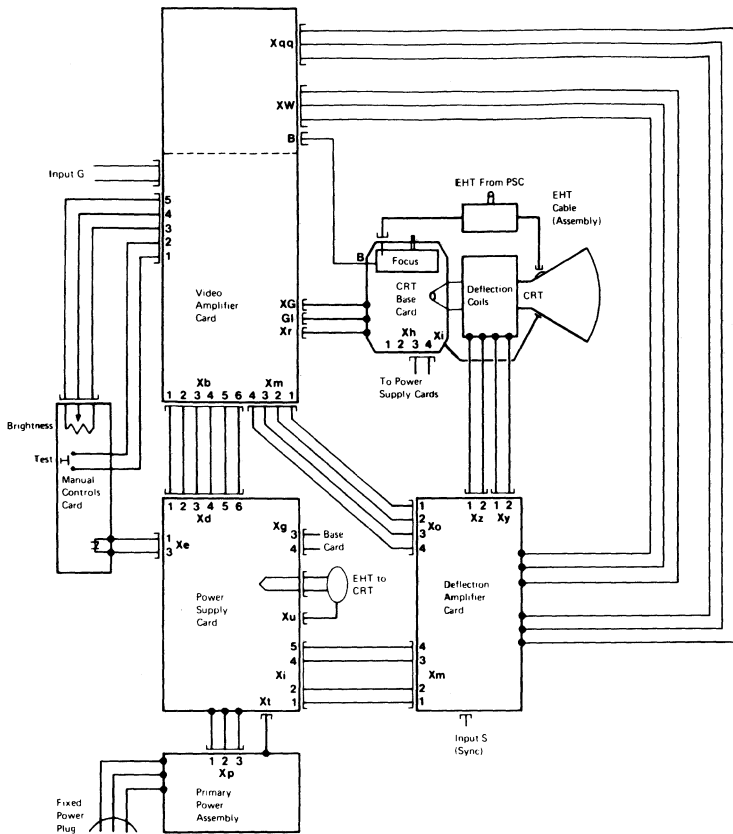 Xqq
XW
B
Input G
5
4
3
2
1
Video
Amplifier
Card
EHT From PSC
EHT
Cable
(Assembly)
B
Focus
CRT
Base
Card
Deflection
Coils
CRT
XG
GI
Xr
Xh
Xi
1 2 3 4
To Power
Supply Cards
Xb
Xm
1 2 3 4 5 6 4 3 2 1
Brightness
Test
Manual
Controls
Card
1 2 3 4 5 6
Xd
Xe
1
3
Xg
3
4
Base
Card
Power
Supply
Card
EHT to
CRT
Xu
5
4
Xi
2
1
Xt
1 2 1 2
Xz Xy
1
2
Xo
3
4
Deflection
Amplifier
Card
4
3
Xm
2
1
Input S
(Sync)
1 2 3
Xp
Primary
Power
Assembly
Fixed
Power
Plug